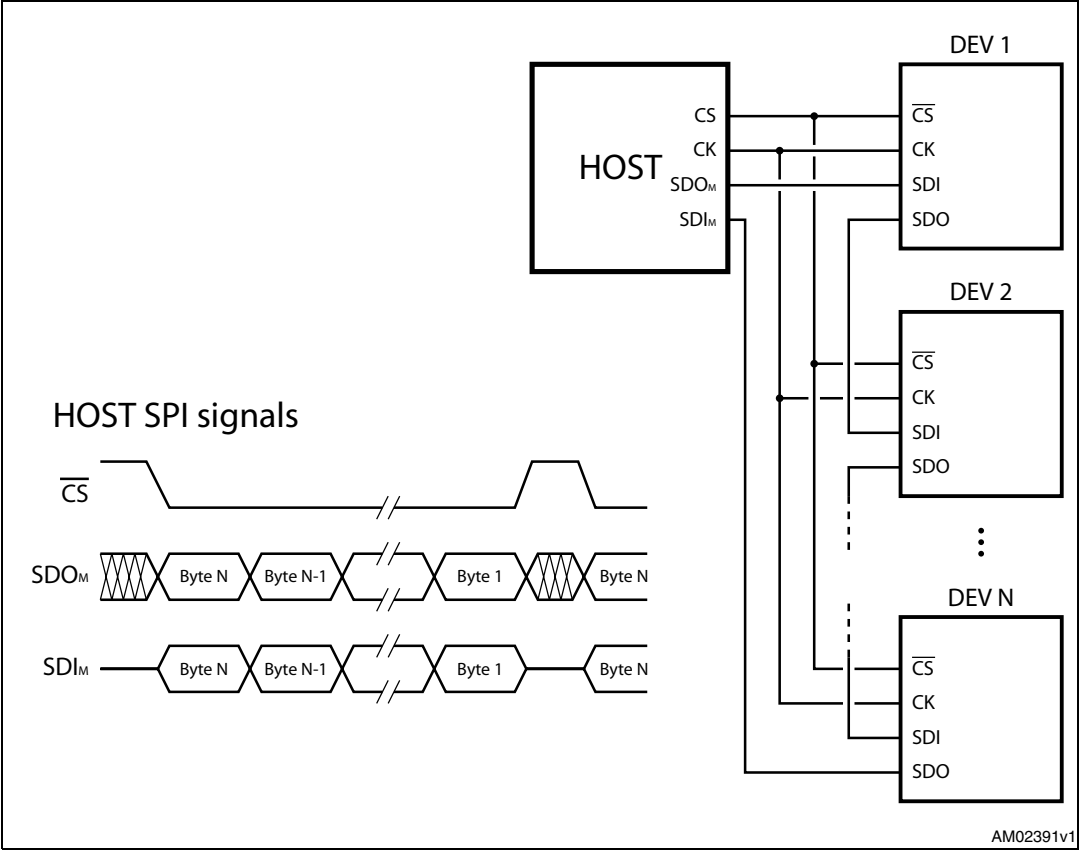 DEV 1
HOST
CS
CK
SDOM
SDIM
CS
CK
SDI
SDO
DEV 2
CS
CK
SDI
SDO
⋮
DEV N
CS
CK
SDI
SDO
HOST SPI signals
CS
SDOM Byte N Byte N-1 Byte 1 Byte N
SDIM Byte N Byte N-1 Byte 1 Byte N
AM02391v1